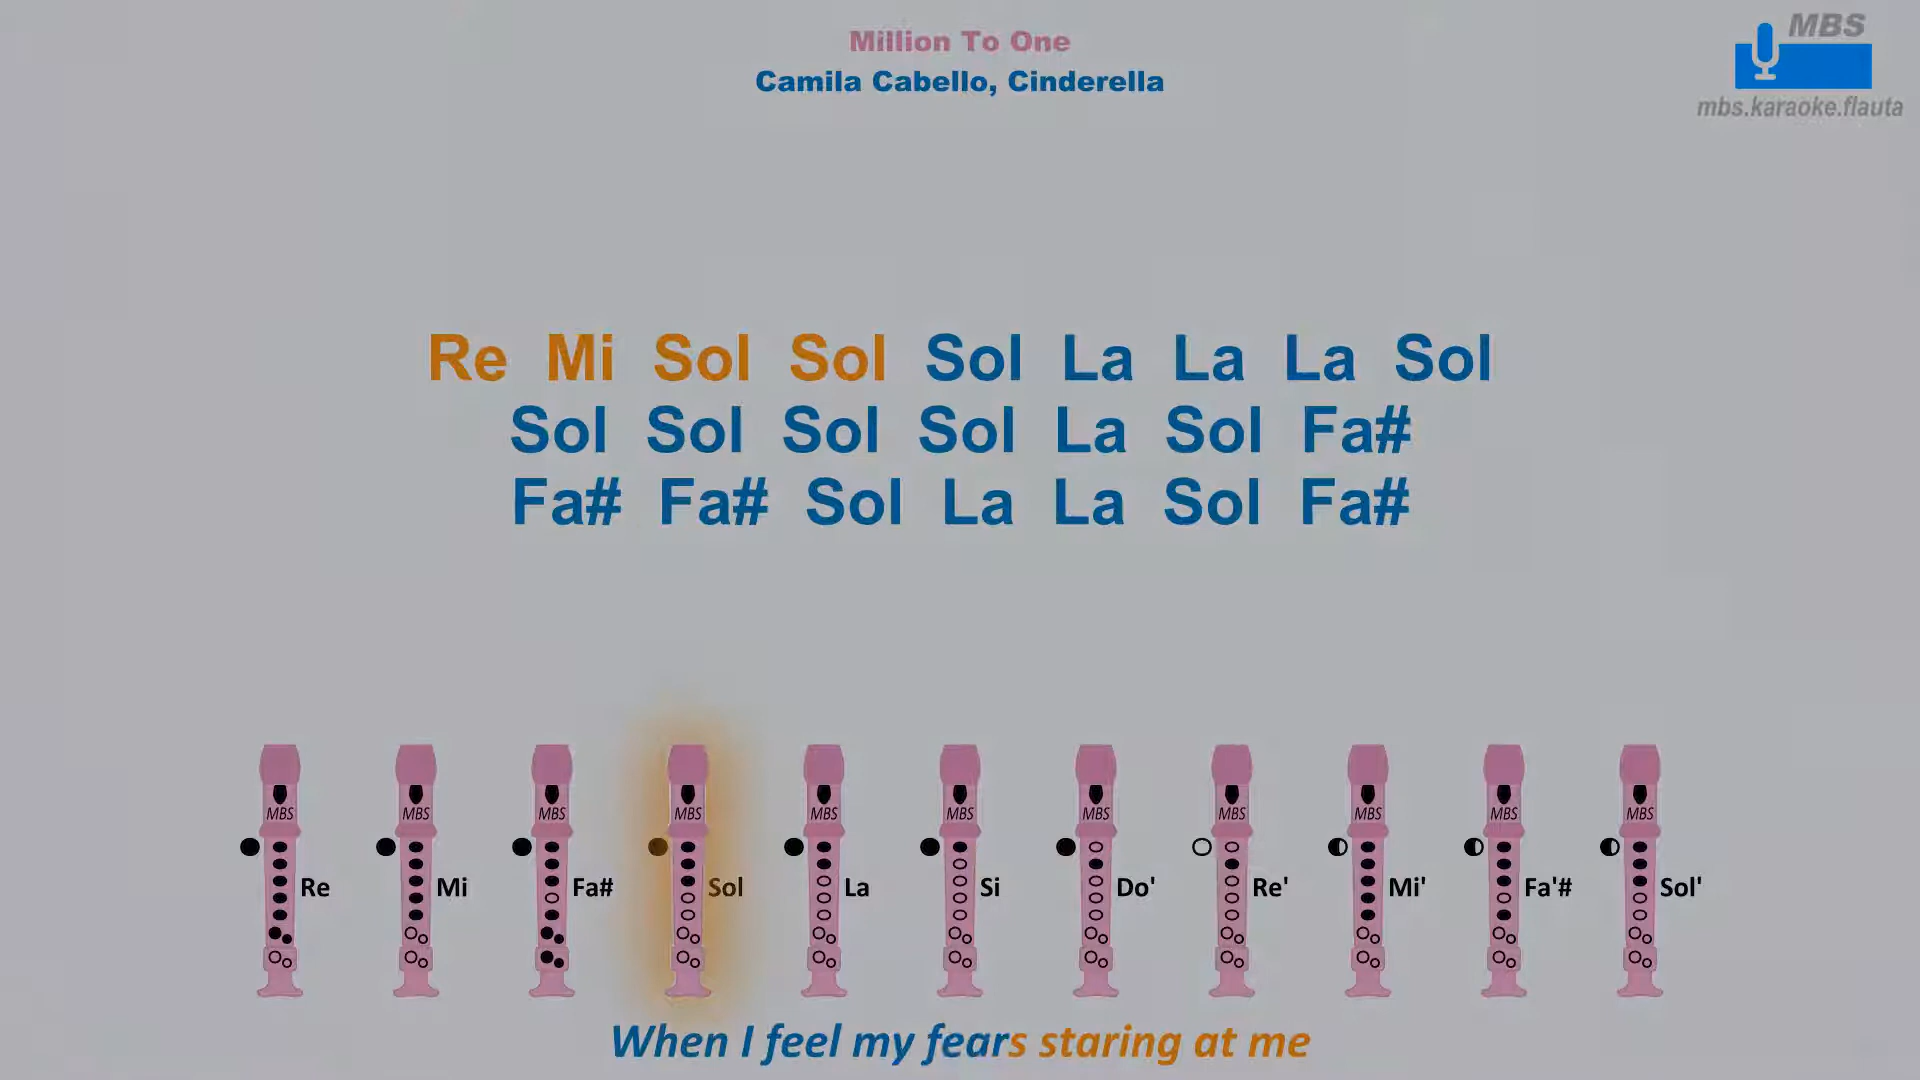 Million To One
Camila Cabello, Cinderella
MBS
mbs.karaoke.flauta
Re Mi Sol Sol Sol La La La Sol
Sol Sol Sol Sol La Sol Fa#
Fa# Fa# Sol La La Sol Fa#
MBS MBS MBS MBS MBS MBS MBS MBS MBS MBS MBS
Re Mi Fa# Sol La Si Do' Re' Mi' Fa'# Sol'
When I feel my fears staring at me